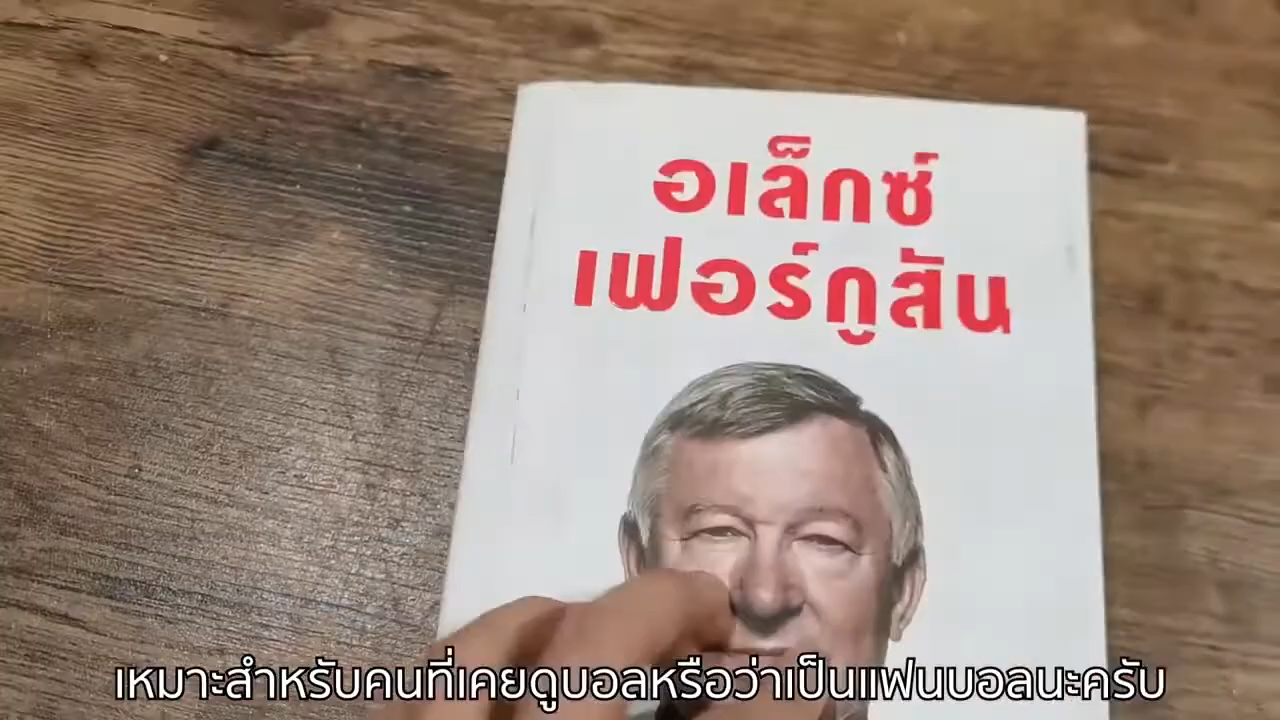 อเล็กซ์
เฟอร์กูสัน
เหมาะสำหรับคนที่เคยดูบอลหรือว่าเป็นแฟนบอลนะครับ